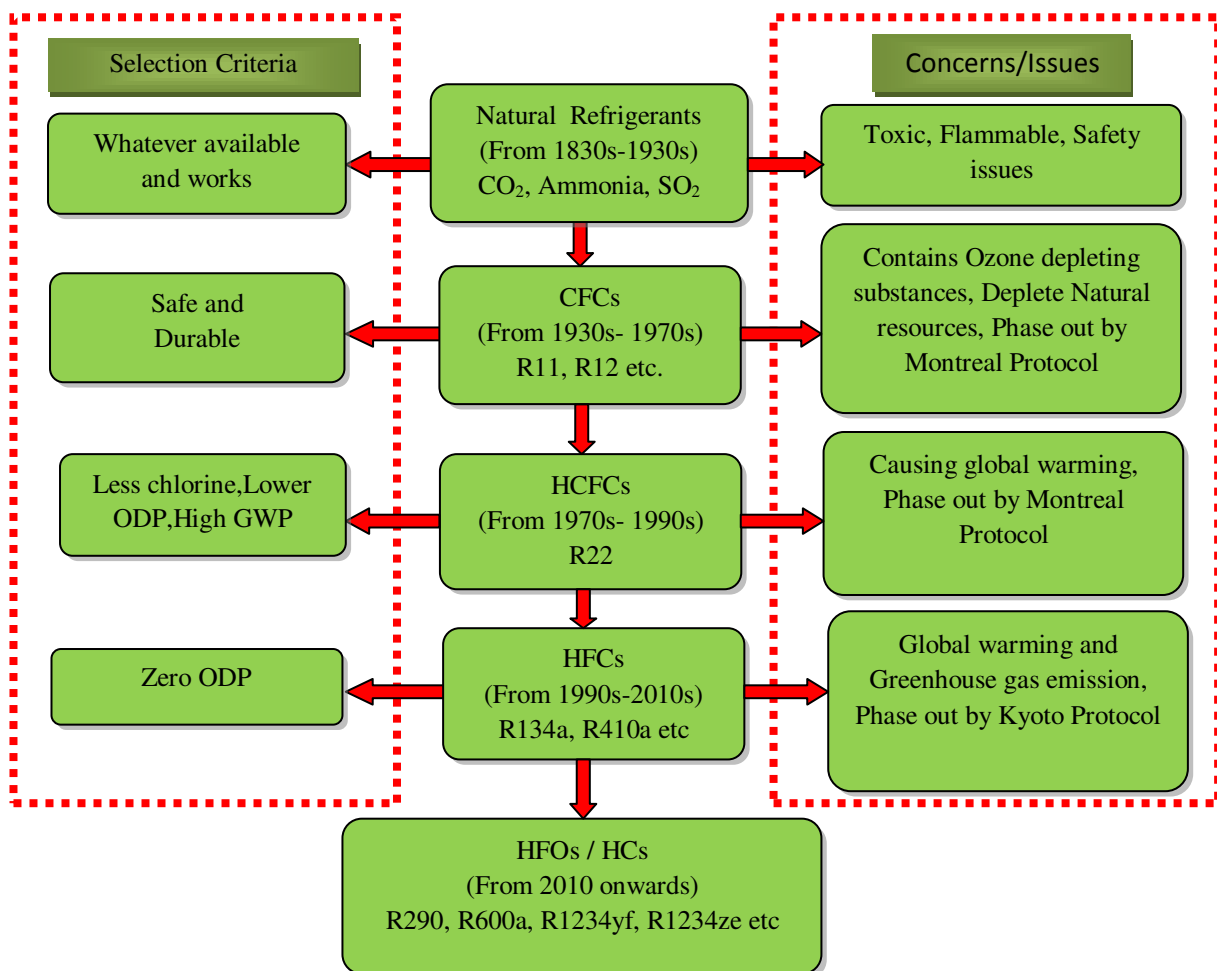 Selection Criteria
Concerns/Issues
Natural Refrigerants
(From 1830s-1930s)
CO₂, Ammonia, SO₂
Whatever available
and works
Toxic, Flammable, Safety
issues
CFCs
(From 1930s- 1970s)
R11, R12 etc.
Safe and
Durable
Contains Ozone depleting
substances, Deplete Natural
resources, Phase out by
Montreal Protocol
HCFCs
(From 1970s- 1990s)
R22
Less chlorine,Lower
ODP,High GWP
Causing global warming,
Phase out by Montreal
Protocol
HFCs
(From 1990s-2010s)
R134a, R410a etc
Zero ODP
Global warming and
Greenhouse gas emission,
Phase out by Kyoto Protocol
HFOs / HCs
(From 2010 onwards)
R290, R600a, R1234yf, R1234ze etc